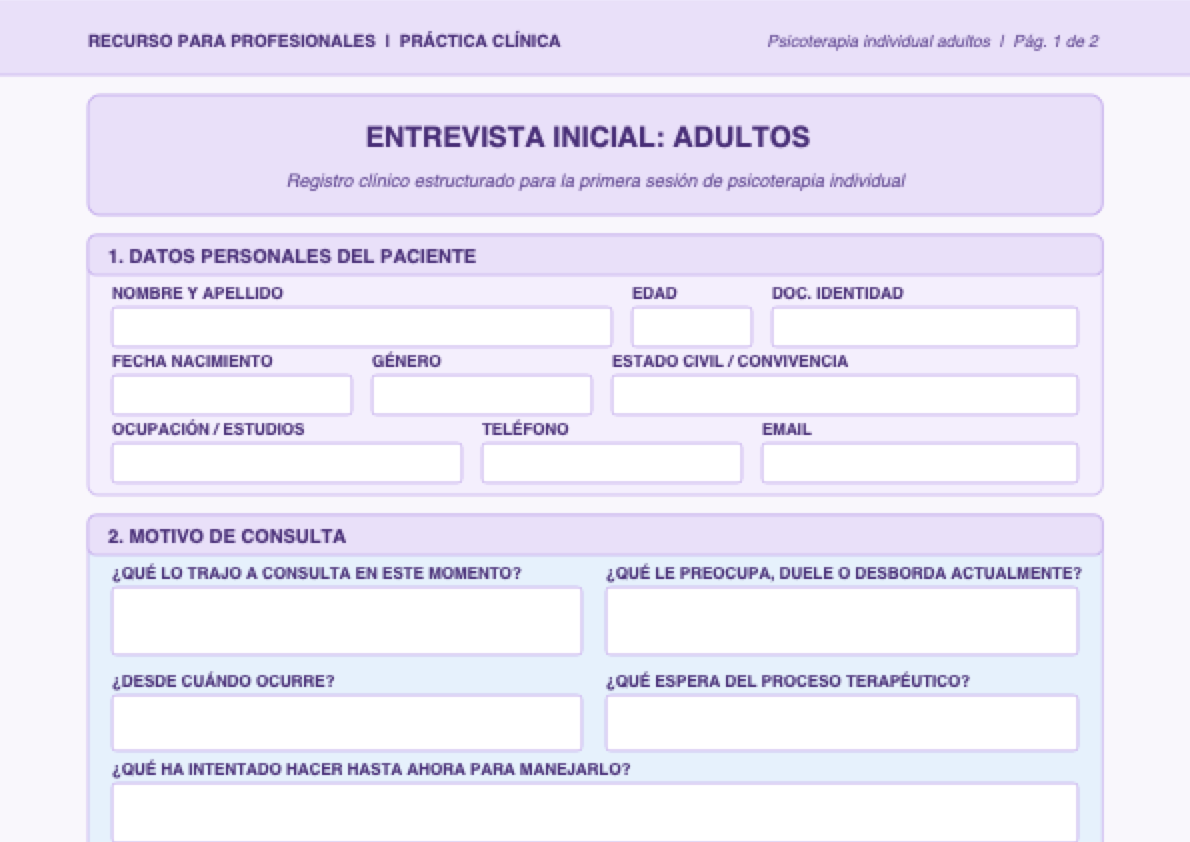 RECURSO PARA PROFESIONALES | PRÁCTICA CLÍNICA
Psicoterapia individual adultos | Pág. 1 de 2
ENTREVISTA INICIAL: ADULTOS
Registro clínico estructurado para la primera sesión de psicoterapia individual
1. DATOS PERSONALES DEL PACIENTE
NOMBRE Y APELLIDO
EDAD
DOC. IDENTIDAD
FECHA NACIMIENTO
GÉNERO
ESTADO CIVIL / CONVIVENCIA
OCUPACIÓN / ESTUDIOS
TELÉFONO
EMAIL
2. MOTIVO DE CONSULTA
¿QUÉ LO TRAJO A CONSULTA EN ESTE MOMENTO?
¿QUÉ LE PREOCUPA, DUELE O DESBORDA ACTUALMENTE?
¿DESDE CUÁNDO OCURRE?
¿QUÉ ESPERA DEL PROCESO TERAPÉUTICO?
¿QUÉ HA INTENTADO HACER HASTA AHORA PARA MANEJARLO?